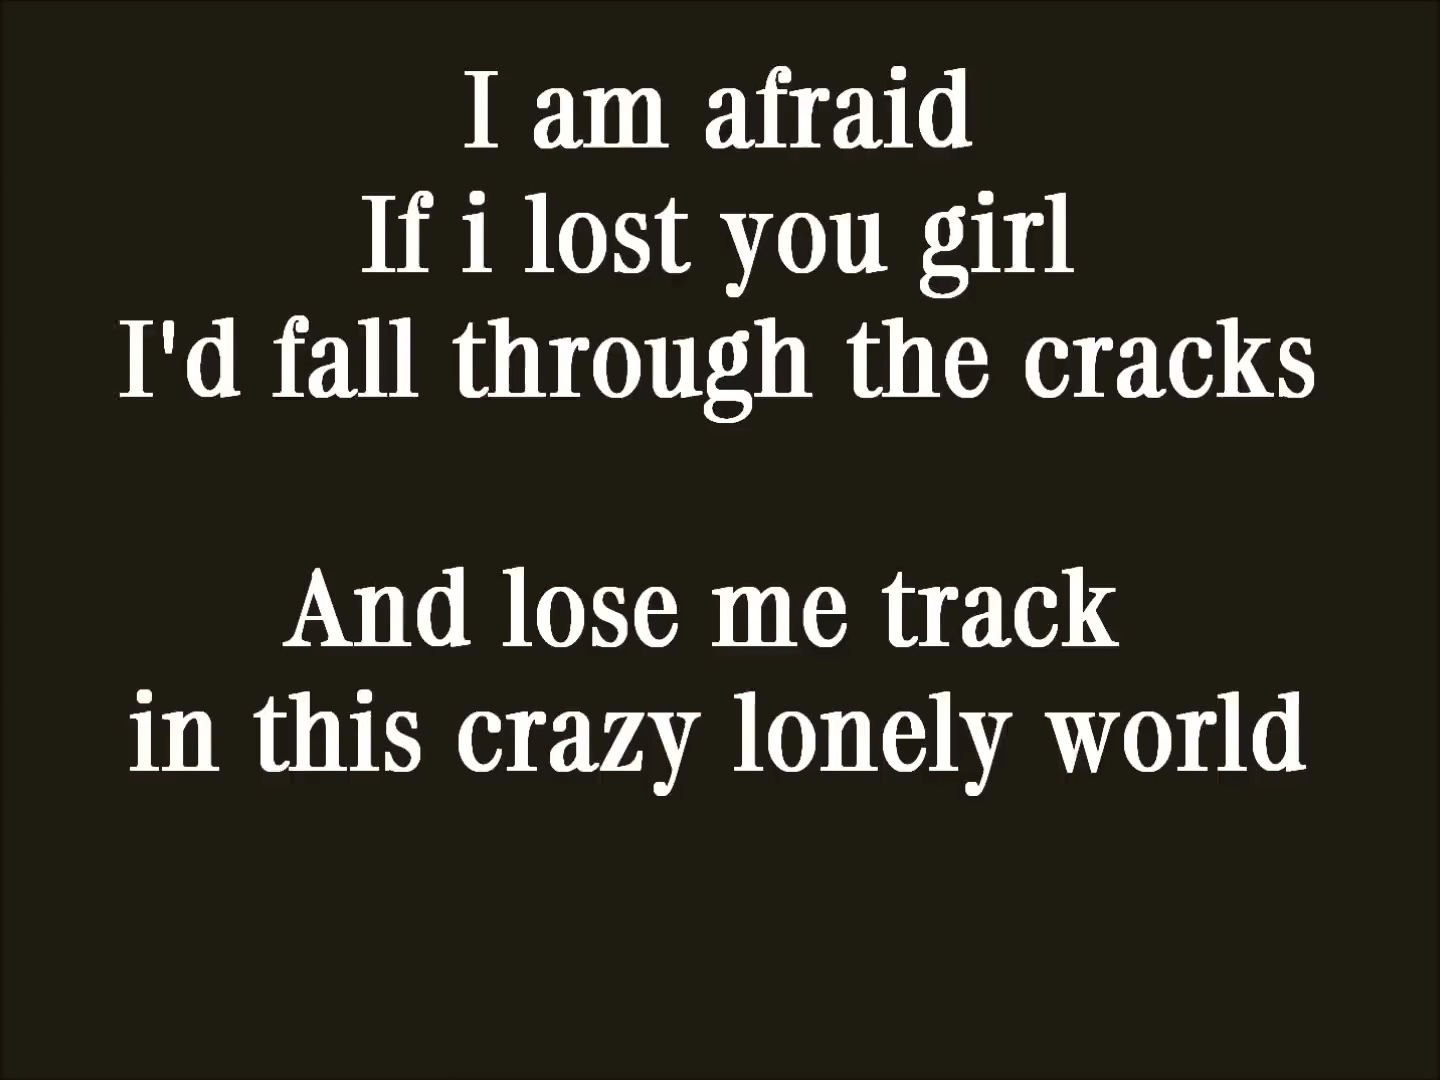 I am afraid
If i lost you girl
I'd fall through the cracks
And lose me track
in this crazy lonely world